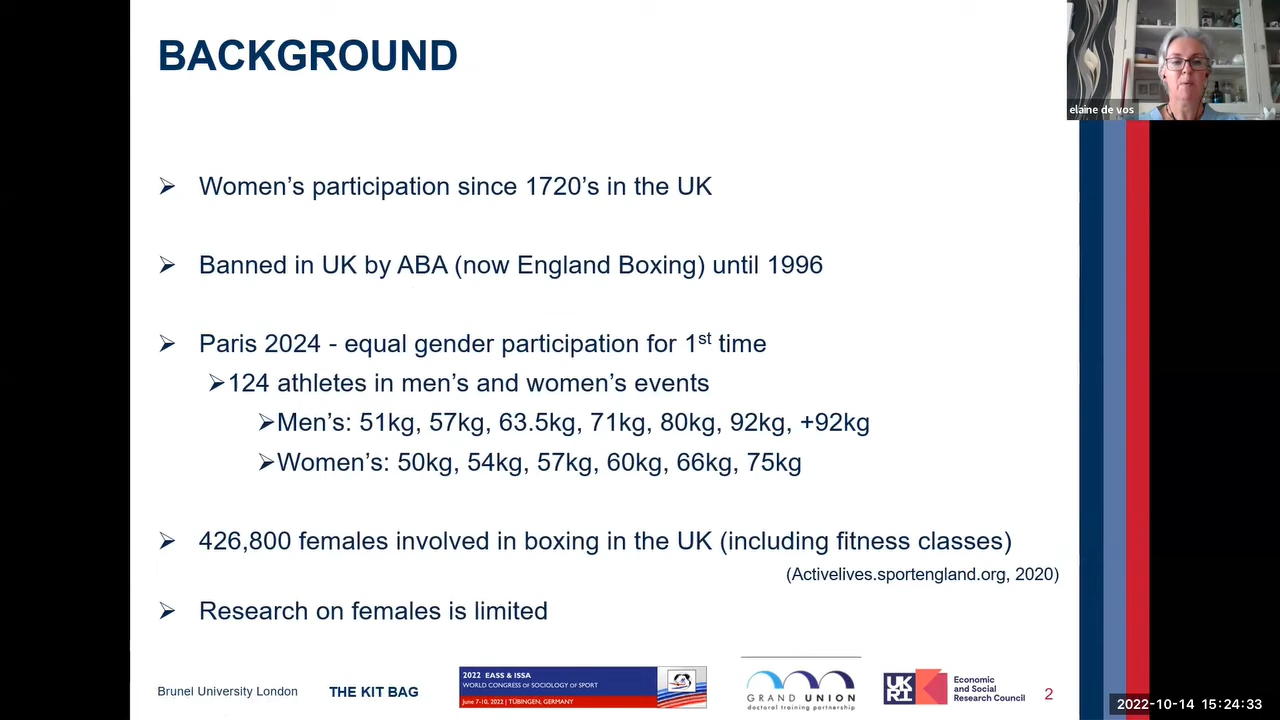 BACKGROUND
elaine de vos
➢ Women’s participation since 1720’s in the UK
➢ Banned in UK by ABA (now England Boxing) until 1996
➢ Paris 2024 - equal gender participation for 1st time
➢124 athletes in men’s and women’s events
➢Men’s: 51kg, 57kg, 63.5kg, 71kg, 80kg, 92kg, +92kg
➢Women’s: 50kg, 54kg, 57kg, 60kg, 66kg, 75kg
➢ 426,800 females involved in boxing in the UK (including fitness classes)
(Activelives.sportengland.org, 2020)
➢ Research on females is limited
Brunel University London
THE KIT BAG
2022 EASS & ISSA
WORLD CONGRESS OF SOCIOLOGY OF SPORT
June 7-10, 2022 | TÜBINGEN, GERMANY
GRAND UNION
doctoral training partnership
UKRI
Economic
and Social
Research Council
2
2022-10-14 15:24:33